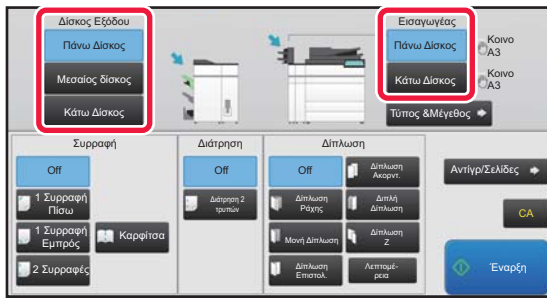 Δίσκος Εξόδου
Πάνω Δίσκος
Μεσαίος δίσκος
Κάτω Δίσκος
Εισαγωγέας
Πάνω Δίσκος
Κοινο
A3
Κάτω Δίσκος
Κοινο
A3
Τύπος &Μέγεθος
Συρραφή
Off
1 Συρραφή
Πίσω
1 Συρραφή
Εμπρός
Καρφίτσα
2 Συρραφές
Διάτρηση
Off
Διάτρηση 2
τρυπών
Δίπλωση
Off
Δίπλωση
Ακορντ.
Δίπλωση
Ράχης
Διπλή
Δίπλωση
Μονή Δίπλωση
Δίπλωση
Z
Δίπλωση
Επιστολ.
Λεπτομέ-
ρεια
Αντίγρ/Σελίδες
CA
Έναρξη